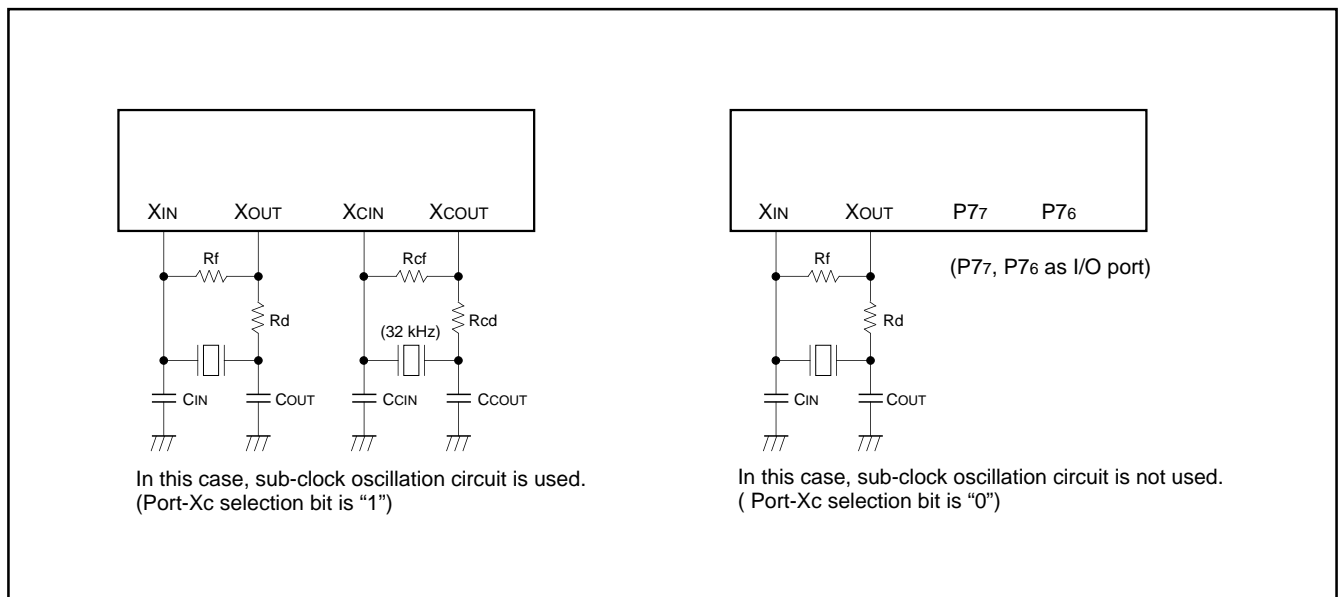 XIN XOUT XCIN XCOUT
Rf Rcf
Rd (32 kHz) Rcd
CIN COUT CCIN CCOUT
In this case, sub-clock oscillation circuit is used.
(Port-Xc selection bit is “1”)
XIN XOUT P77 P76
Rf (P77, P76 as I/O port)
Rd
CIN COUT
In this case, sub-clock oscillation circuit is not used.
( Port-Xc selection bit is “0”)